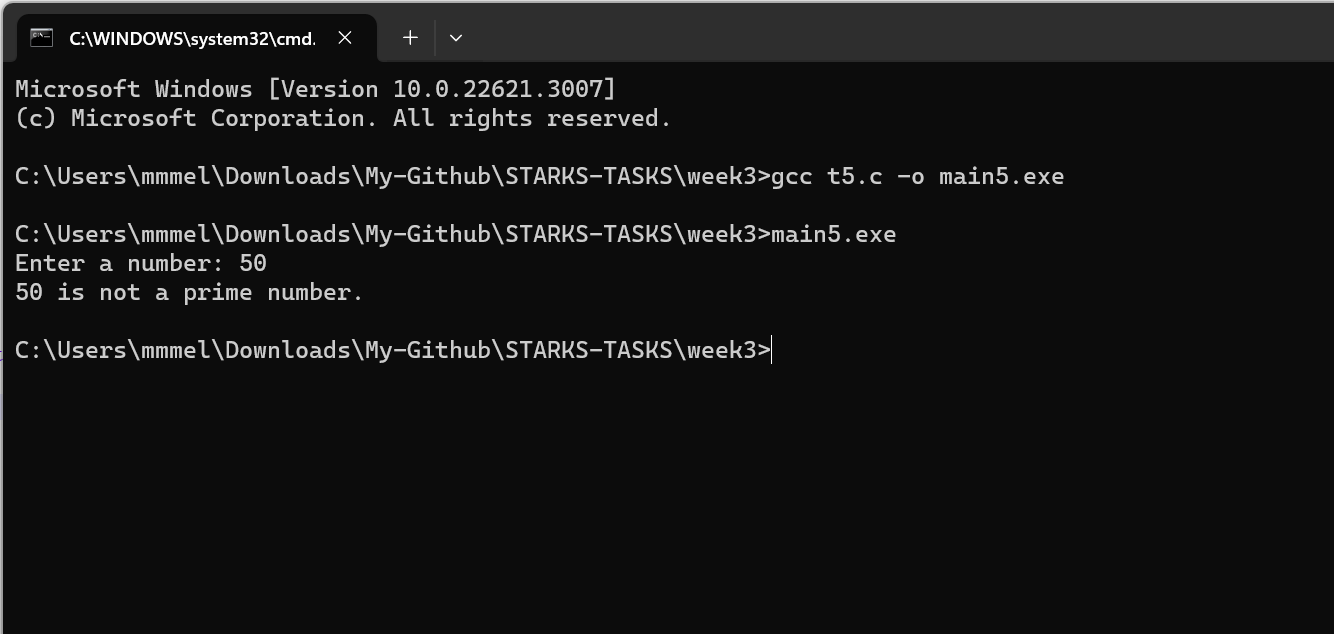 C:\WINDOWS\system32\cmd.
Microsoft Windows [Version 10.0.22621.3007]
(c) Microsoft Corporation. All rights reserved.
C:\Users\mmmel\Downloads\My-Github\STARKS-TASKS\week3>gcc t5.c -o main5.exe
C:\Users\mmmel\Downloads\My-Github\STARKS-TASKS\week3>main5.exe
Enter a number: 50
50 is not a prime number.
C:\Users\mmmel\Downloads\My-Github\STARKS-TASKS\week3>